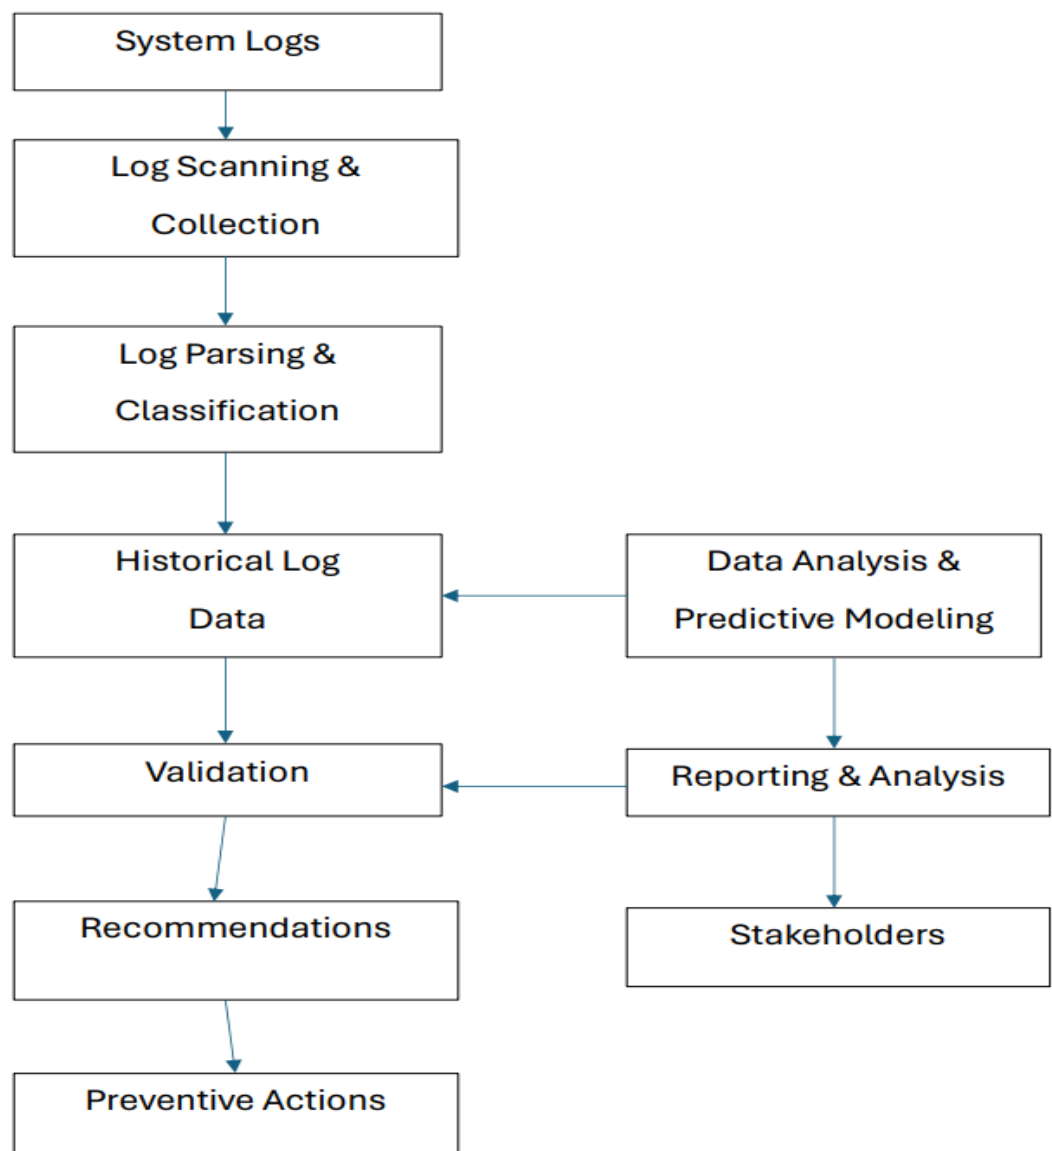 System Logs
Log Scanning &
Collection
Log Parsing &
Classification
Historical Log
Data
Data Analysis &
Predictive Modeling
Validation
Reporting & Analysis
Recommendations
Stakeholders
Preventive Actions